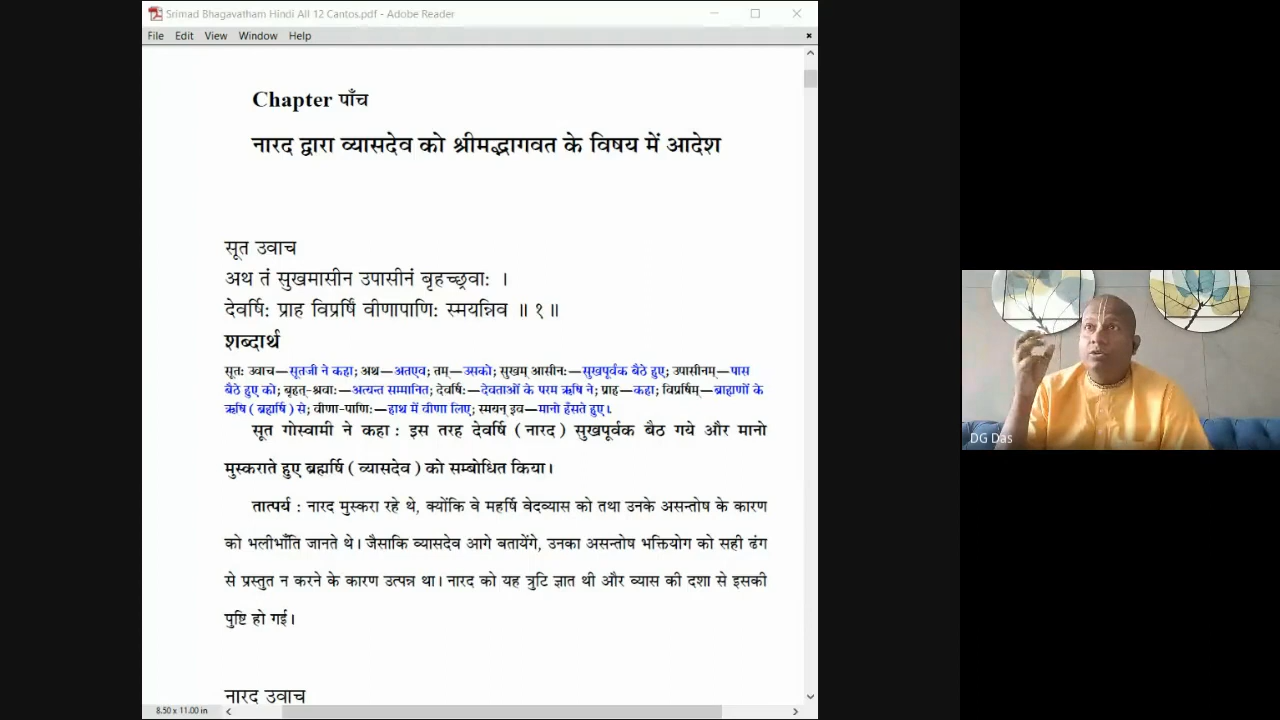 Srimad Bhagavatham Hindi All 12 Cantos.pdf - Adobe Reader
File Edit View Window Help
Chapter पाँच
नारद द्वारा व्यासदेव को श्रीमद्भागवत के विषय में आदेश
सूत उवाच
अथ तं सुखमासीन उपासीनं बृहच्छ्रवाः ।
देवर्षिः प्राह विप्रर्षिं वीणापाणिः स्मयन्निव ॥ १॥
शब्दार्थ
सूतः उवाच—सूतजी ने कहा; अथ—अतएव; तम्—उसको; सुखम् आसीनः—सुखपूर्वक बैठे हुए; उपासीनम्—पास
बैठे हुए को; बृहत्-श्रवाः—अत्यन्त सम्मानित; देवर्षिः—देवताओं के परम ऋषि ने; प्राह—कहा; विप्रर्षिम्—ब्राह्मणों के
ऋषि ( ब्रह्मर्षि ) से; वीणा-पाणिः—हाथ में वीणा लिए; स्मयन् इव—मानो हँसते हुए।
सूत गोस्वामी ने कहा : इस तरह देवर्षि ( नारद ) सुखपूर्वक बैठ गये और मानो
मुस्कराते हुए ब्रह्मर्षि ( व्यासदेव ) को सम्बोधित किया।
तात्पर्य : नारद मुस्करा रहे थे, क्योंकि वे महर्षि वेदव्यास को तथा उनके असन्तोष के कारण
को भलीभाँति जानते थे। जैसाकि व्यासदेव आगे बतायेंगे, उनका असन्तोष भक्तियोग को सही ढंग
से प्रस्तुत न करने के कारण उत्पन्न था। नारद को यह त्रुटि ज्ञात थी और व्यास की दशा से इसकी
पुष्टि हो गई।
नारद उवाच
8.50 x 11.00 in
DG Das